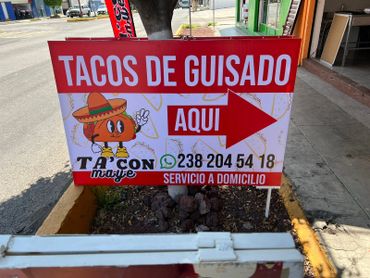 TACOS DE GUISADO
AQUI
TA'CON
maye
238 204 54 18
SERVICIO A DOMICILIO